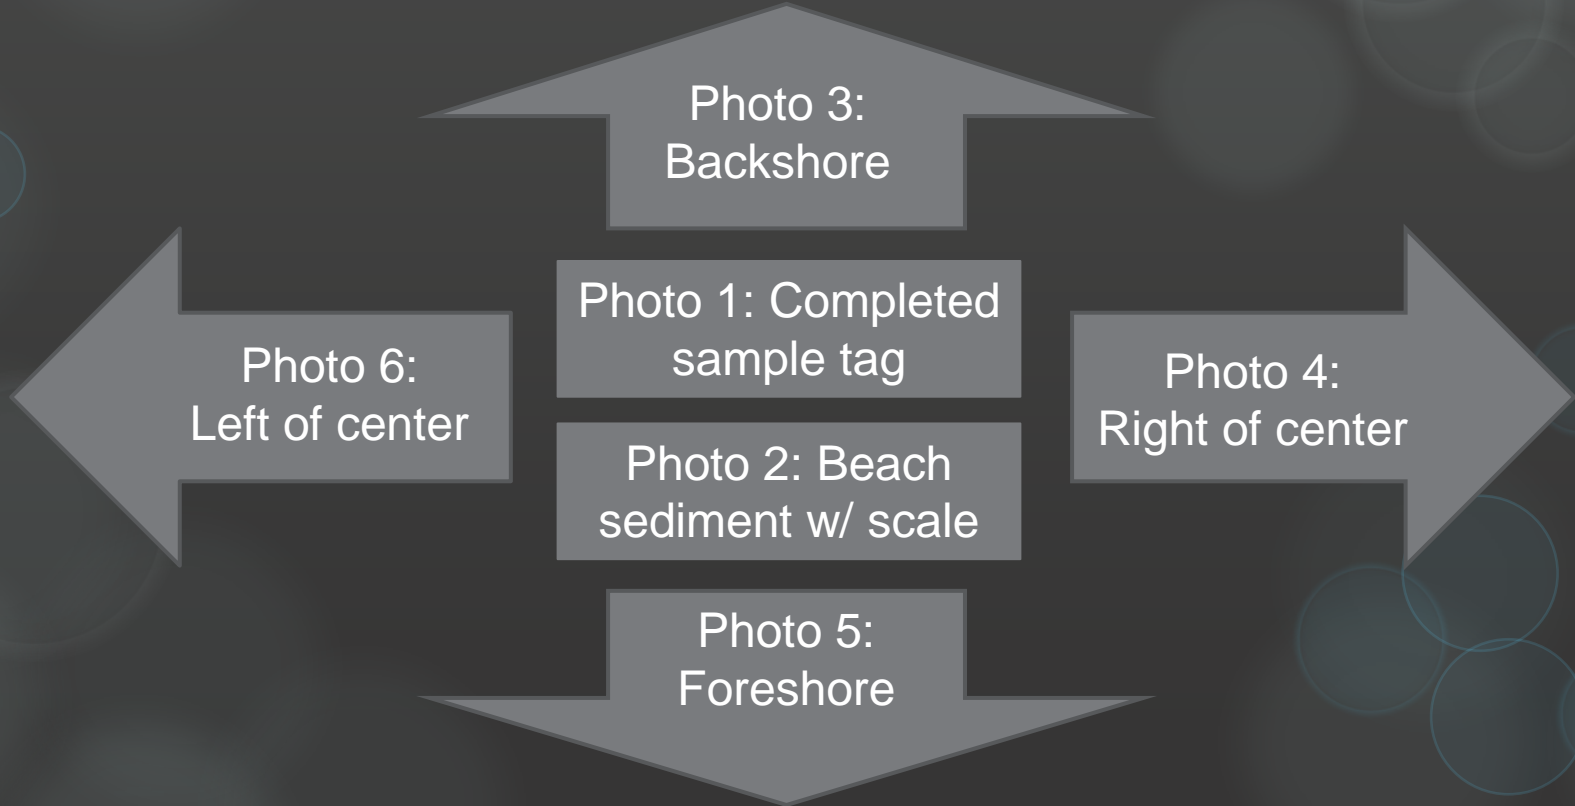 Photo 3:
Backshore
Photo 1: Completed
sample tag
Photo 6:
Left of center
Photo 4:
Right of center
Photo 2: Beach
sediment w/ scale
Photo 5:
Foreshore